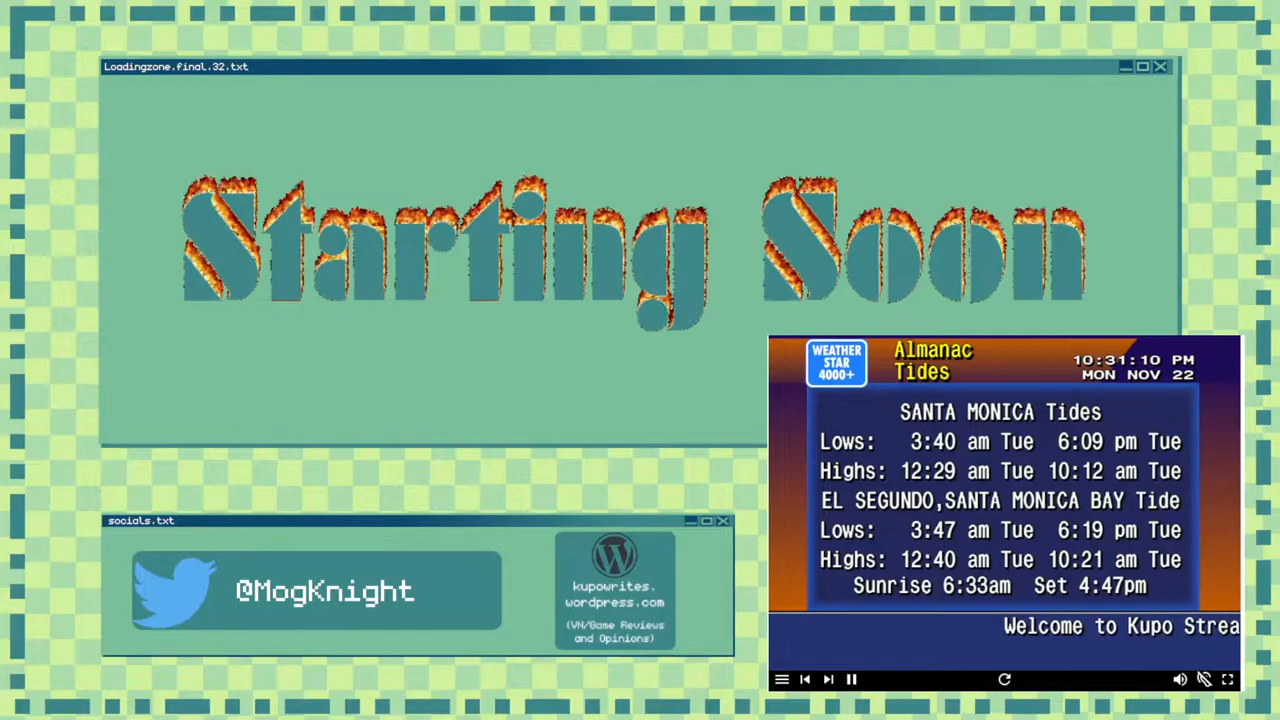 Loadingzone.final.32.txt
Starting Soon
WEATHER
STAR
4000+
Almanac
Tides
10:31:10 PM
MON NOV 22
SANTA MONICA Tides
Lows: 3:40 am Tue 6:09 pm Tue
Highs: 12:29 am Tue 10:12 am Tue
EL SEGUNDO,SANTA MONICA BAY Tide
Lows: 3:47 am Tue 6:19 pm Tue
Highs: 12:40 am Tue 10:21 am Tue
Sunrise 6:33am Set 4:47pm
Welcome to Kupo Strea
socials.txt
@MogKnight
kupowrites.
wordpress.com
(VN/Game Reviews
and Opinions)